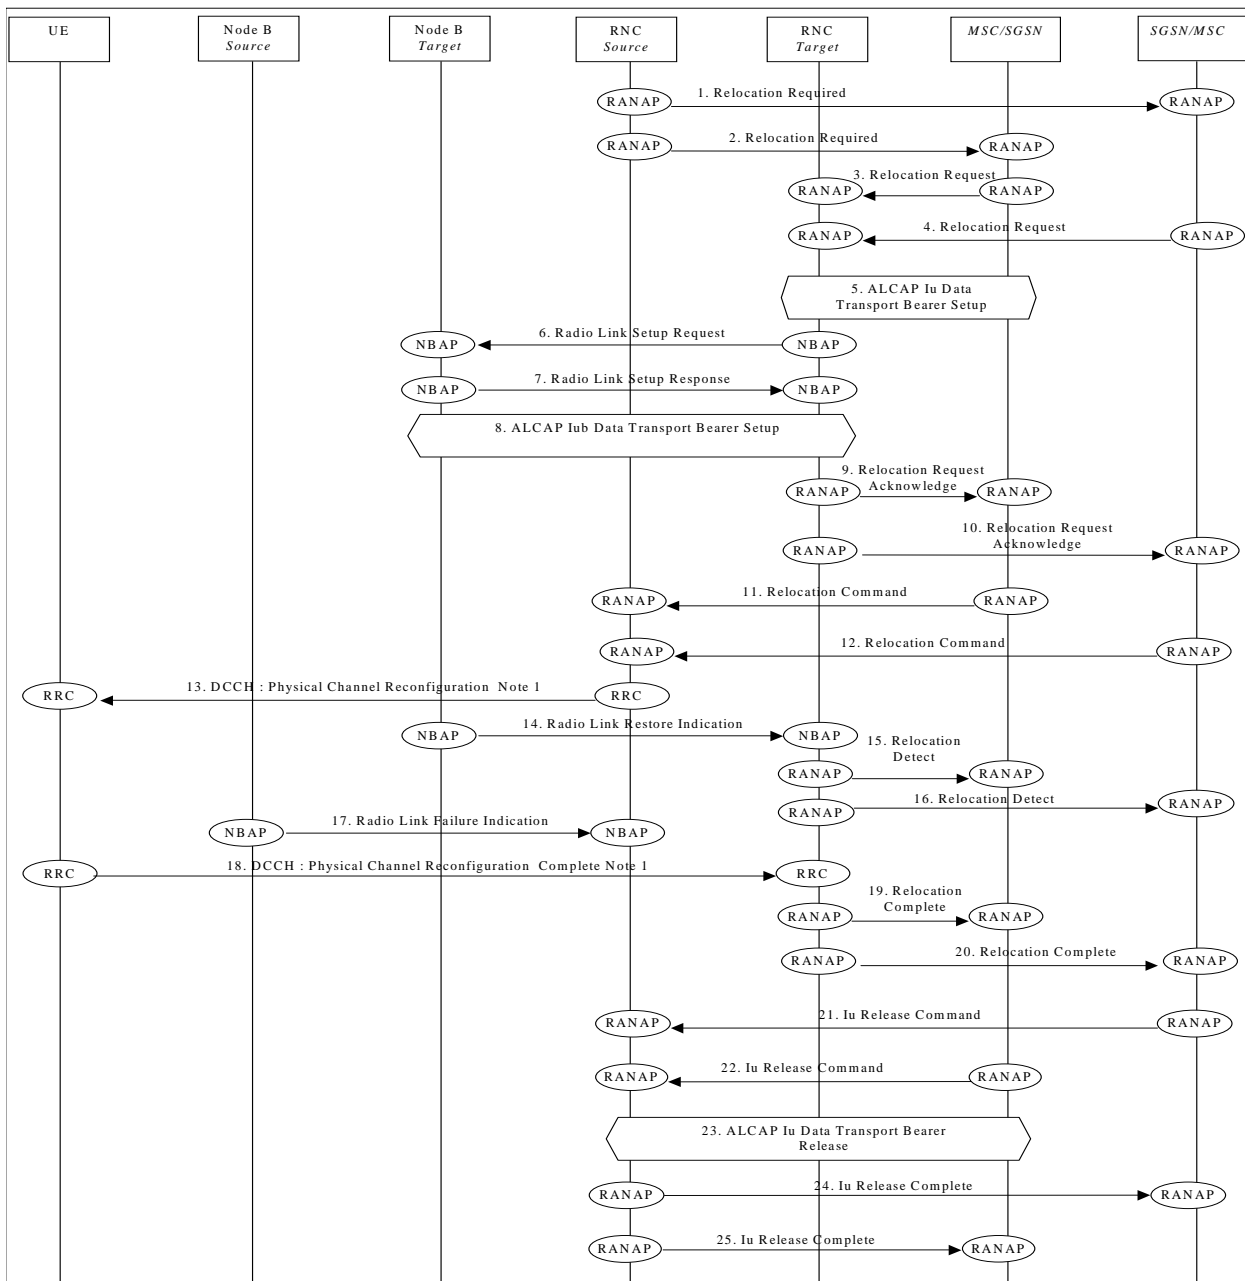 UE
Node B
Source
Node B
Target
RNC
Source
RNC
Target
MSC/SGSN
SGSN/MSC
1. Relocation Required
RANAP
RANAP
2. Relocation Required
RANAP
RANAP
3. Relocation Request
RANAP
RANAP
4. Relocation Request
RANAP
RANAP
5. ALCAP Iu Data
Transport Bearer Setup
6. Radio Link Setup Request
NBAP
NBAP
7. Radio Link Setup Response
NBAP
NBAP
8. ALCAP Iub Data Transport Bearer Setup
9. Relocation Request
Acknowledge
RANAP
RANAP
10. Relocation Request
Acknowledge
RANAP
RANAP
11. Relocation Command
RANAP
RANAP
12. Relocation Command
RANAP
RANAP
13. DCCH : Physical Channel Reconfiguration Note 1
RRC
RRC
14. Radio Link Restore Indication
NBAP
NBAP
15. Relocation
Detect
RANAP
RANAP
16. Relocation Detect
RANAP
RANAP
17. Radio Link Failure Indication
NBAP
NBAP
18. DCCH : Physical Channel Reconfiguration Complete Note 1
RRC
RRC
19. Relocation
Complete
RANAP
RANAP
20. Relocation Complete
RANAP
RANAP
21. Iu Release Command
RANAP
RANAP
22. Iu Release Command
RANAP
RANAP
23. ALCAP Iu Data Transport Bearer
Release
24. Iu Release Complete
RANAP
RANAP
25. Iu Release Complete
RANAP
RANAP